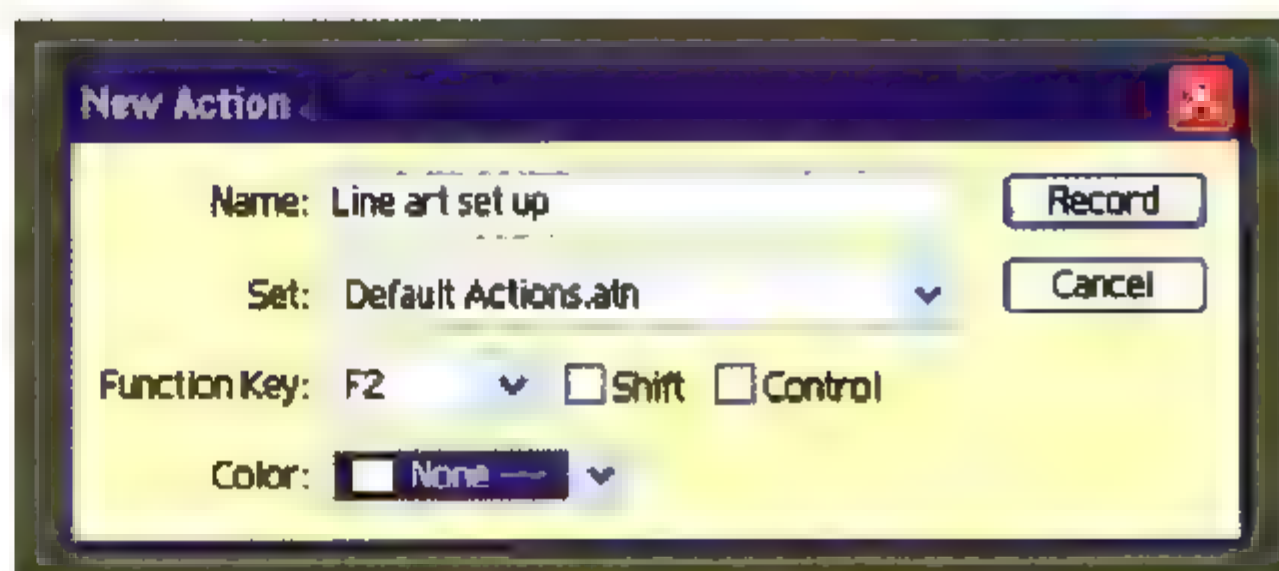 New Action
Name: Line art set up Record
Set: Default Actions.atn Cancel
Function Key: F2 Shift Control
Color: None